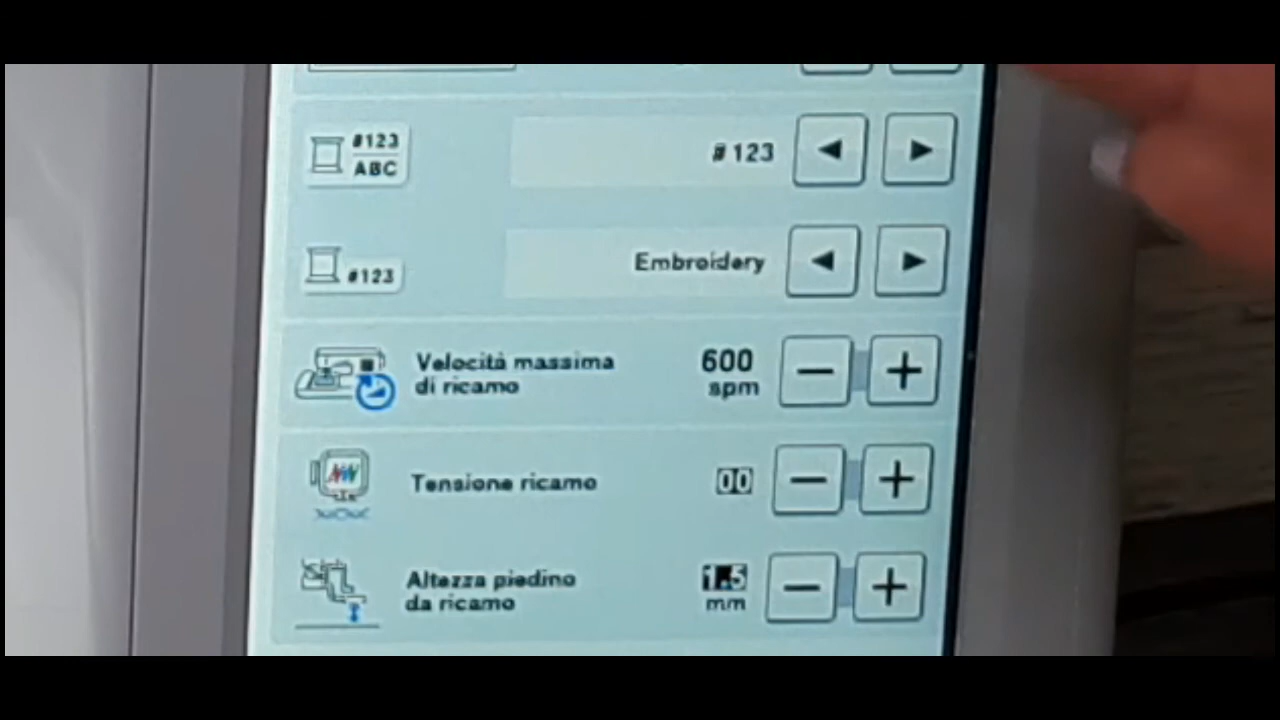 #123
ABC
#123
#123
Embroidery
Velocità massima
di ricamo
600
spm
Tensione ricamo
00
Altezza piedino
da ricamo
1.5
mm